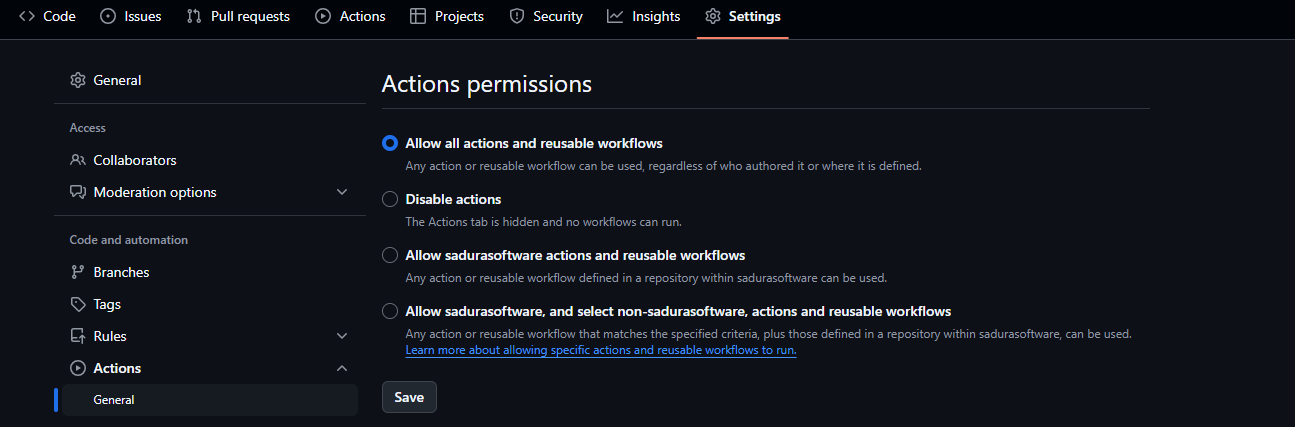 Code Issues Pull requests Actions Projects Security Insights Settings
General
Access
Collaborators
Moderation options
Code and automation
Branches
Tags
Rules
Actions
General
Actions permissions
Allow all actions and reusable workflows
Any action or reusable workflow can be used, regardless of who authored it or where it is defined.
Disable actions
The Actions tab is hidden and no workflows can run.
Allow sadurasoftware actions and reusable workflows
Any action or reusable workflow defined in a repository within sadurasoftware can be used.
Allow sadurasoftware, and select non-sadurasoftware, actions and reusable workflows
Any action or reusable workflow that matches the specified criteria, plus those defined in a repository within sadurasoftware, can be used.
Learn more about allowing specific actions and reusable workflows to run.
Save